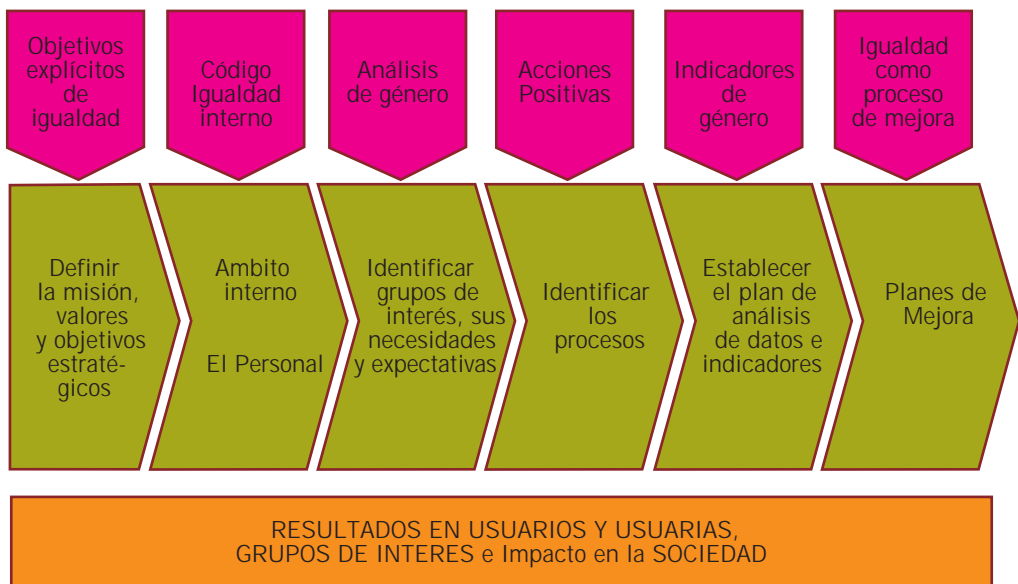 Objetivos
explícitos
de
igualdad
Código
Igualdad
interno
Análisis
de género
Acciones
Positivas
Indicadores
de
género
Igualdad
como
proceso
de mejora
Definir
la misión,
valores
y objetivos
estraté-
gicos
Ambito
interno
El Personal
Identificar
grupos de
interés, sus
necesidades
y expectativas
Identificar
los
procesos
Establecer
el plan de
análisis
de datos e
indicadores
Planes de
Mejora
RESULTADOS EN USUARIOS Y USUARIAS,
GRUPOS DE INTERES e Impacto en la SOCIEDAD